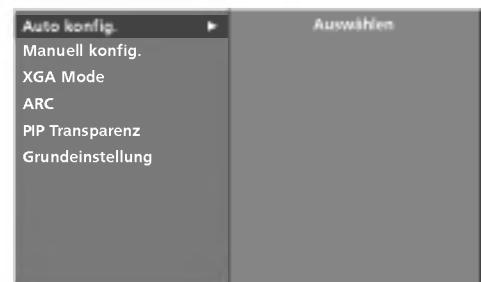 Auto konfig. ►
Auswählen
Manuell konfig.
XGA Mode
ARC
PIP Transparenz
Grundeinstellung